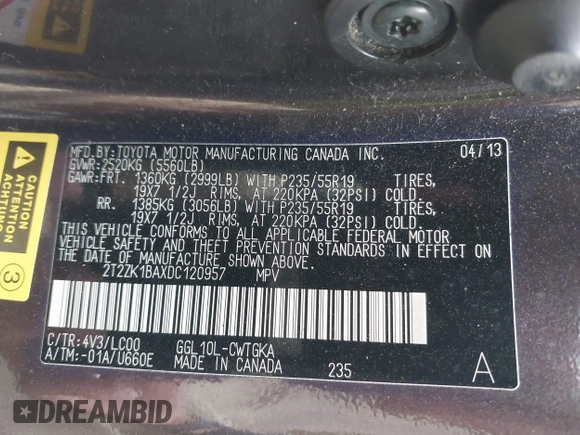 MFD.BY:TOYOTA MOTOR MANUFACTURING CANADA INC. 04/13
GVWR:2520KG (5560LB)
GAWR:FRT. 1360KG (2999LB) WITH P235/55R19 TIRES,
19X7 1/2J RIMS, AT 220KPA (32PSI) COLD.
RR. 1385KG (3056LB) WITH P235/55R19 TIRES,
19X7 1/2J RIMS, AT 220KPA (32PSI) COLD.
THIS VEHICLE CONFORMS TO ALL APPLICABLE FEDERAL MOTOR
VEHICLE SAFETY AND THEFT PREVENTION STANDARDS IN EFFECT ON
THE DATE OF MANUFACTURE SHOWN ABOVE.
2T2ZK1BAXDC120957 MPV
C/TR:4V3/LC00 GGL10L-CWTGKA
A/TM:-01A/U660E MADE IN CANADA 235 A
CAUTION
ACHTUNG
ATTENTION
3
DREAMBID